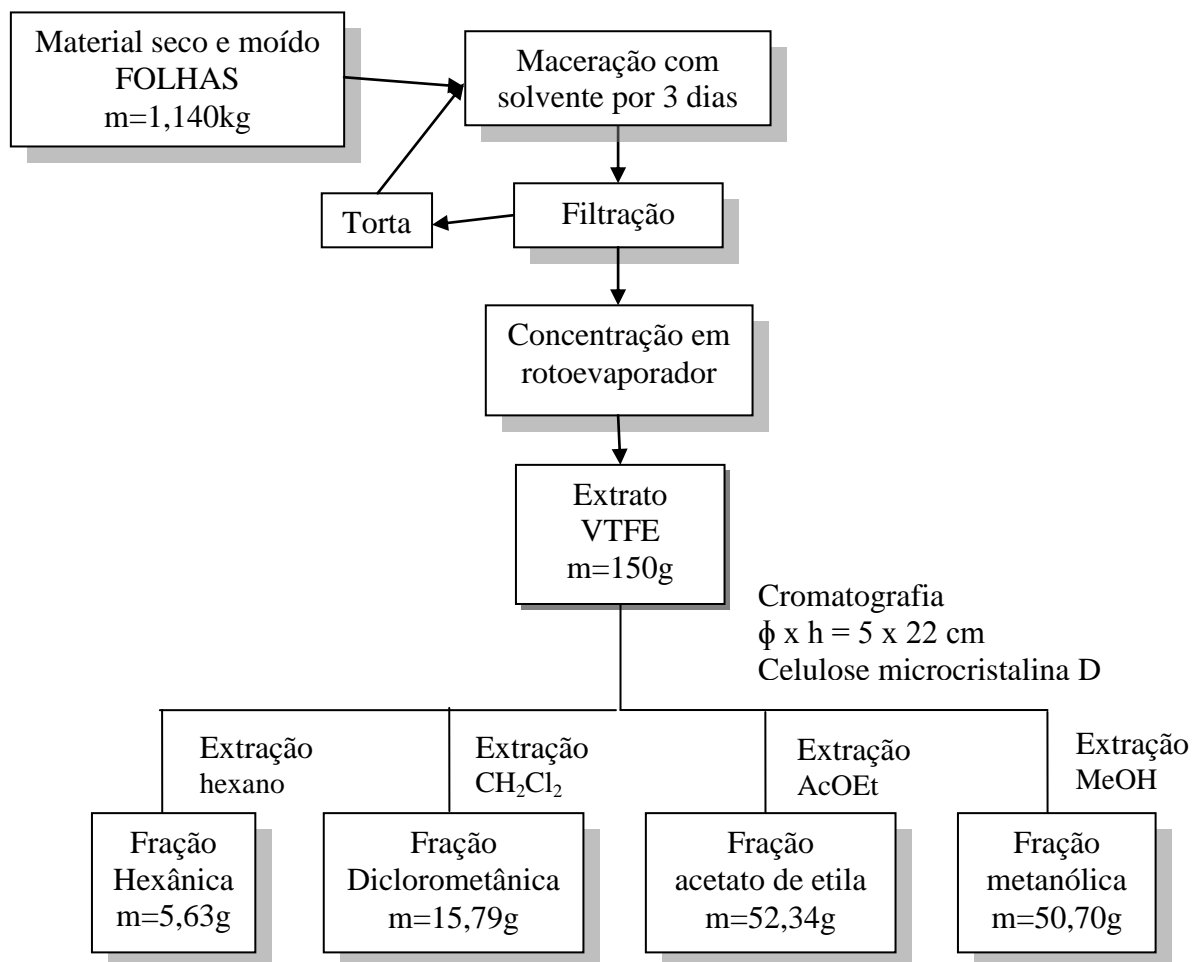 Material seco e moído
FOLHAS
m=1,140kg
Maceração com
solvente por 3 dias
Torta
Filtração
Concentração em
rotoevaporador
Extrato
VTFE
m=150g
Cromatografia
ϕ x h = 5 x 22 cm
Celulose microcristalina D
Extração
hexano
Extração
CH₂Cl₂
Extração
AcOEt
Extração
MeOH
Fração
Hexânica
m=5,63g
Fração
Diclorometânica
m=15,79g
Fração
acetato de etila
m=52,34g
Fração
metanólica
m=50,70g